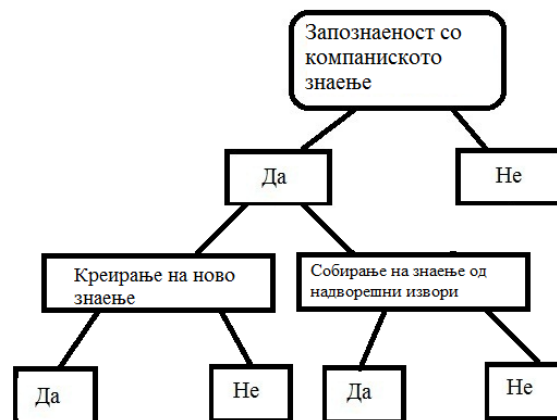 Запознаеност со
компаниското
знаење
Да
Не
Креирање на ново
знаење
Собирање на знаење од
надворешни извори
Да
Не
Да
Не